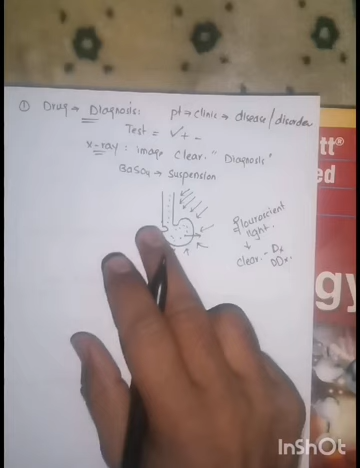 ① Drug → Diagnosis: pt → clinic → disease/disorder
Test = ✓ + -
x-ray: image clear. "Diagnosis"
BaSO4 → Suspension
flouroscient
light.
↓
clear. - Dx
DDx.
tt®
ed
gy
InShOt